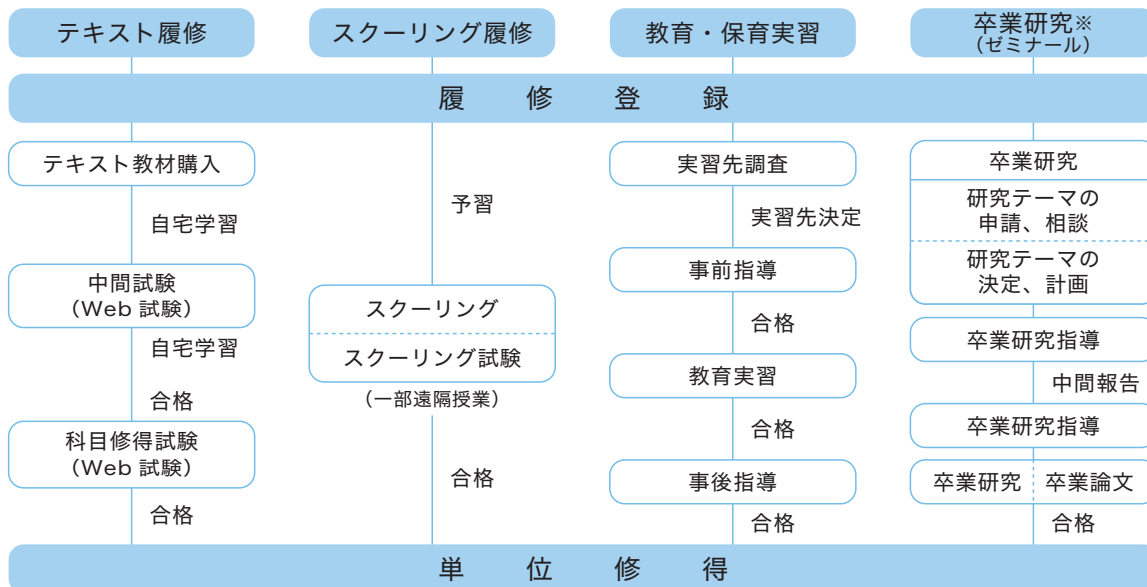 テキスト履修
スクーリング履修
教育・保育実習
卒業研究※
(ゼミナール)
履修登録
テキスト教材購入
自宅学習
中間試験
(Web 試験)
自宅学習
合格
科目修得試験
(Web 試験)
合格
予習
スクーリング
スクーリング試験
(一部遠隔授業)
合格
実習先調査
実習先決定
事前指導
合格
教育実習
合格
事後指導
合格
卒業研究
研究テーマの
申請、相談
研究テーマの
決定、計画
卒業研究指導
中間報告
卒業研究指導
卒業研究 卒業論文
合格
単位修得